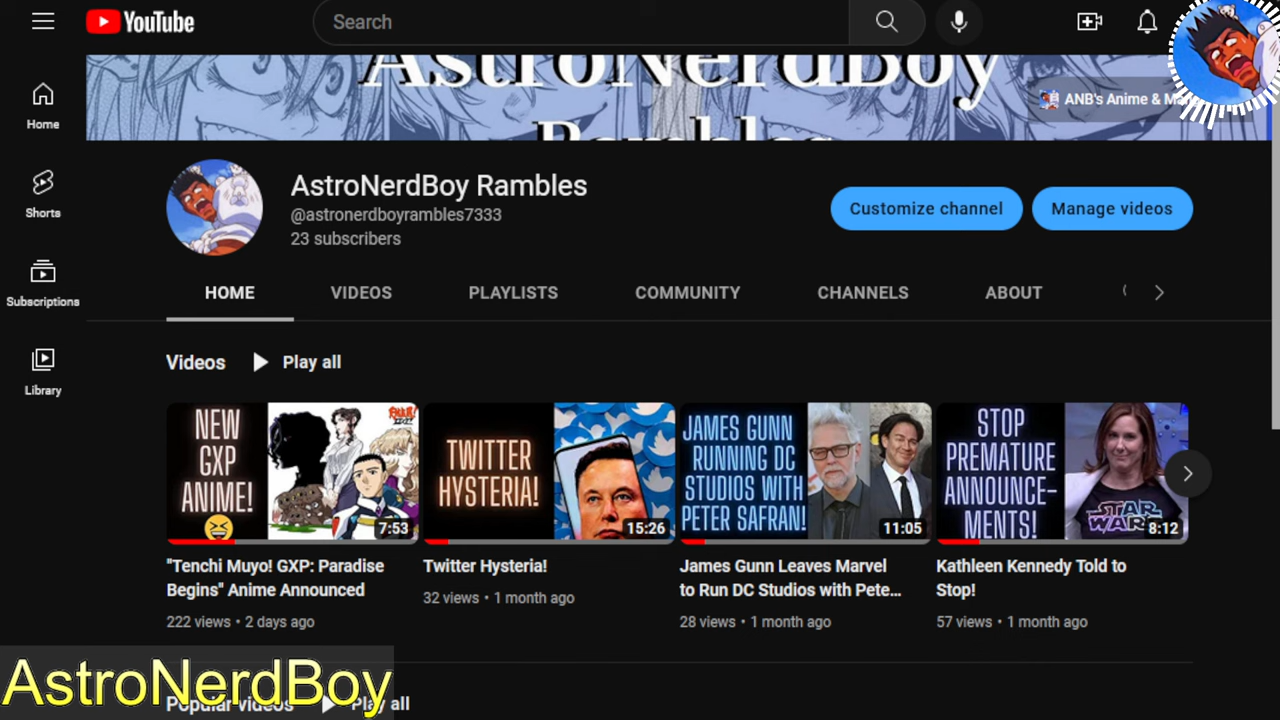 YouTube
Search
AstroNerdBoy
Rambles
ANB's Anime & Manga
Home
Shorts
Subscriptions
Library
AstroNerdBoy Rambles
@astronerdboyrambles7333
23 subscribers
Customize channel
Manage videos
HOME
VIDEOS
PLAYLISTS
COMMUNITY
CHANNELS
ABOUT
Videos
Play all
NEW
GXP
ANIME!
7:53
TWITTER
HYSTERIA!
15:26
JAMES GUNN
RUNNING DC
STUDIOS WITH
PETER SAFRAN!
11:05
STOP
PREMATURE
ANNOUNCE-
MENTS!
STAR
WARS
8:12
"Tenchi Muyo! GXP: Paradise
Begins" Anime Announced
222 views • 2 days ago
Twitter Hysteria!
32 views • 1 month ago
James Gunn Leaves Marvel
to Run DC Studios with Pete...
28 views • 1 month ago
Kathleen Kennedy Told to
Stop!
57 views • 1 month ago
AstroNerdBoy
Popular videos
Play all